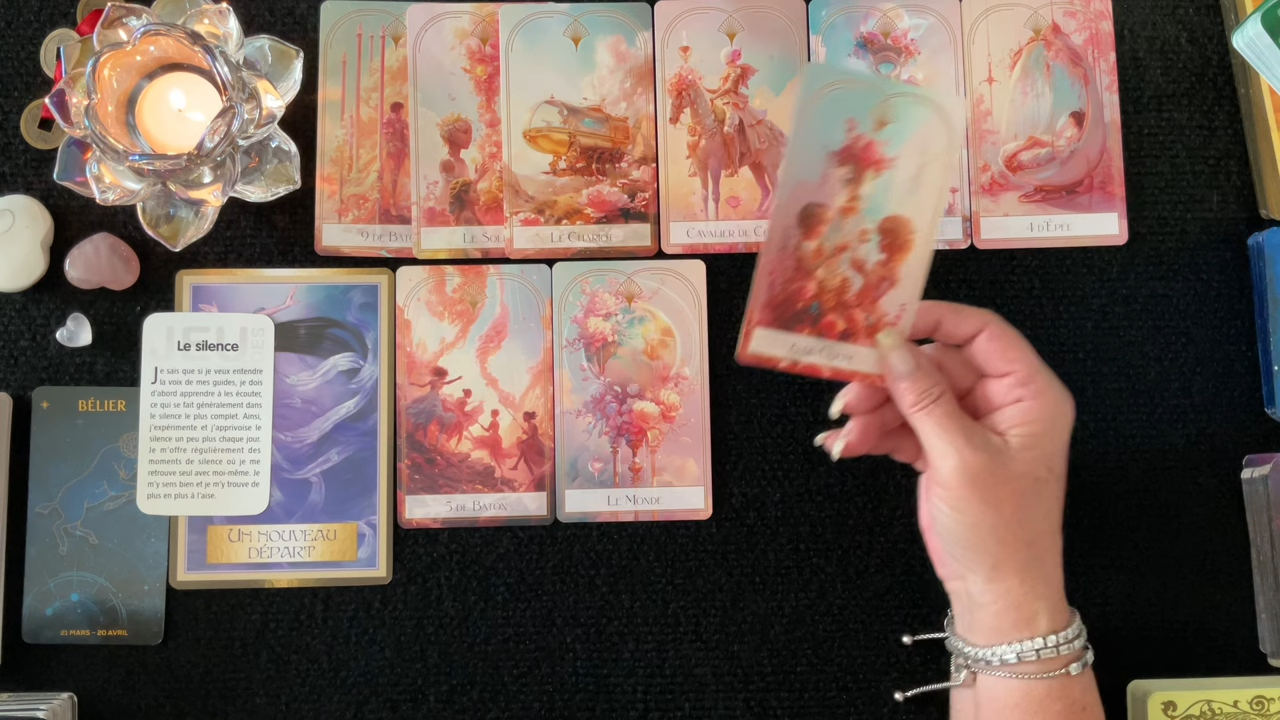 9 DE BAT
LE SOL
LE CHARIOT
CAVALIER DE C
4 D'ÉPÉE
Le silence
Je sais que si je veux entendre
la voix de mes guides, je dois
d'abord apprendre à les écouter,
ce qui se fait généralement dans
le silence le plus complet. Ainsi,
j'expérimente et j'apprivoise le
silence un peu plus chaque jour.
Je m'offre régulièrement des
moments de silence où je me
retrouve seul avec moi-même. Je
m'y sens bien et je m'y trouve de
plus en plus à l'aise.
BÉLIER
21 MARS - 20 AVRIL
UN NOUVEAU
DÉPART
5 DE BATON
LE MONDE